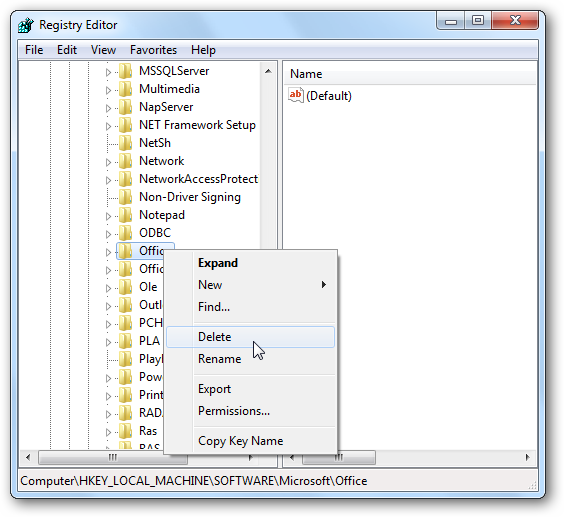 Registry Editor
File Edit View Favorites Help
MSSQLServer
Multimedia
NapServer
NET Framework Setup
NetSh
Network
NetworkAccessProtect
Non-Driver Signing
Notepad
ODBC
Offic
Offic
Ole
Outl
PCH
PLA
Playl
Pow
Print
RAD
Ras
RAS
Name
(Default)
Expand
New
Find...
Delete
Rename
Export
Permissions...
Copy Key Name
Computer\HKEY_LOCAL_MACHINE\SOFTWARE\Microsoft\Office